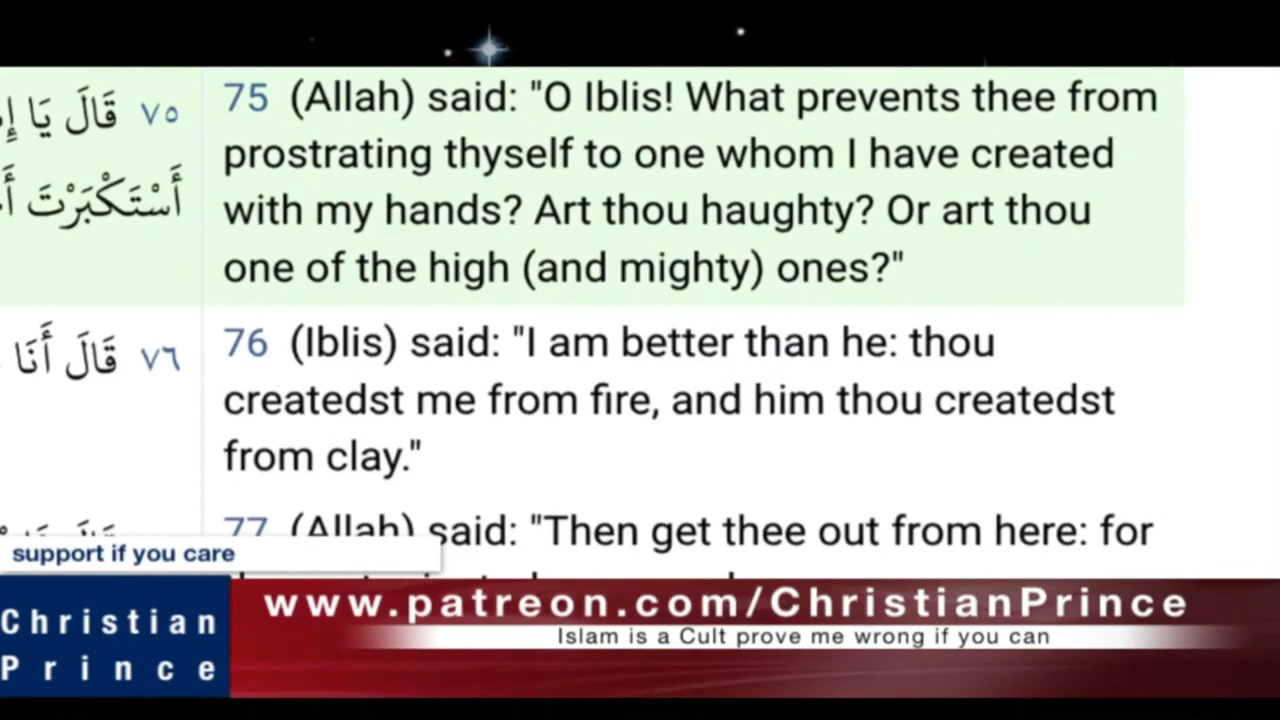 75 (Allah) said: "O Iblis! What prevents thee from
prostrating thyself to one whom I have created
with my hands? Art thou haughty? Or art thou
one of the high (and mighty) ones?"
٧٥ قَالَ يَا
أَسْتَكْبَرْتَ
76 (Iblis) said: "I am better than he: thou
createdst me from fire, and him thou createdst
from clay."
٧٦ قَالَ أَنَا
77 (Allah) said: "Then get thee out from here: for
support if you care
Christian
Prince
www.patreon.com/ChristianPrince
Islam is a Cult prove me wrong if you can